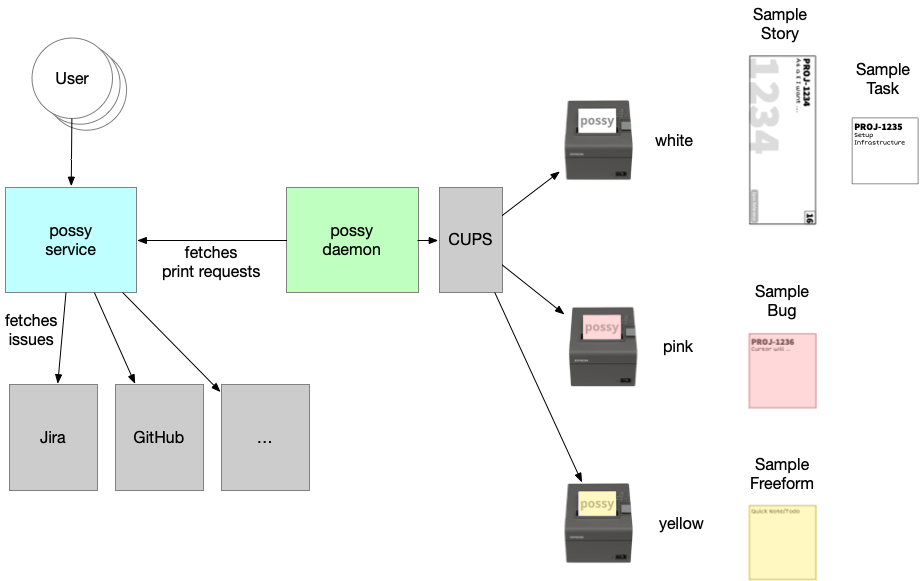 User
possy
service
fetches
print requests
possy
daemon
CUPS
fetches
issues
Jira
GitHub
...
possy
white
possy
pink
possy
yellow
Sample
Story
PROJ-1234
As a I want ...
1234
16
Sample
Task
PROJ-1235
Setup
Infrastructure
Sample
Bug
PROJ-1236
Cursor will ...
Sample
Freeform
Quick Note/Todo